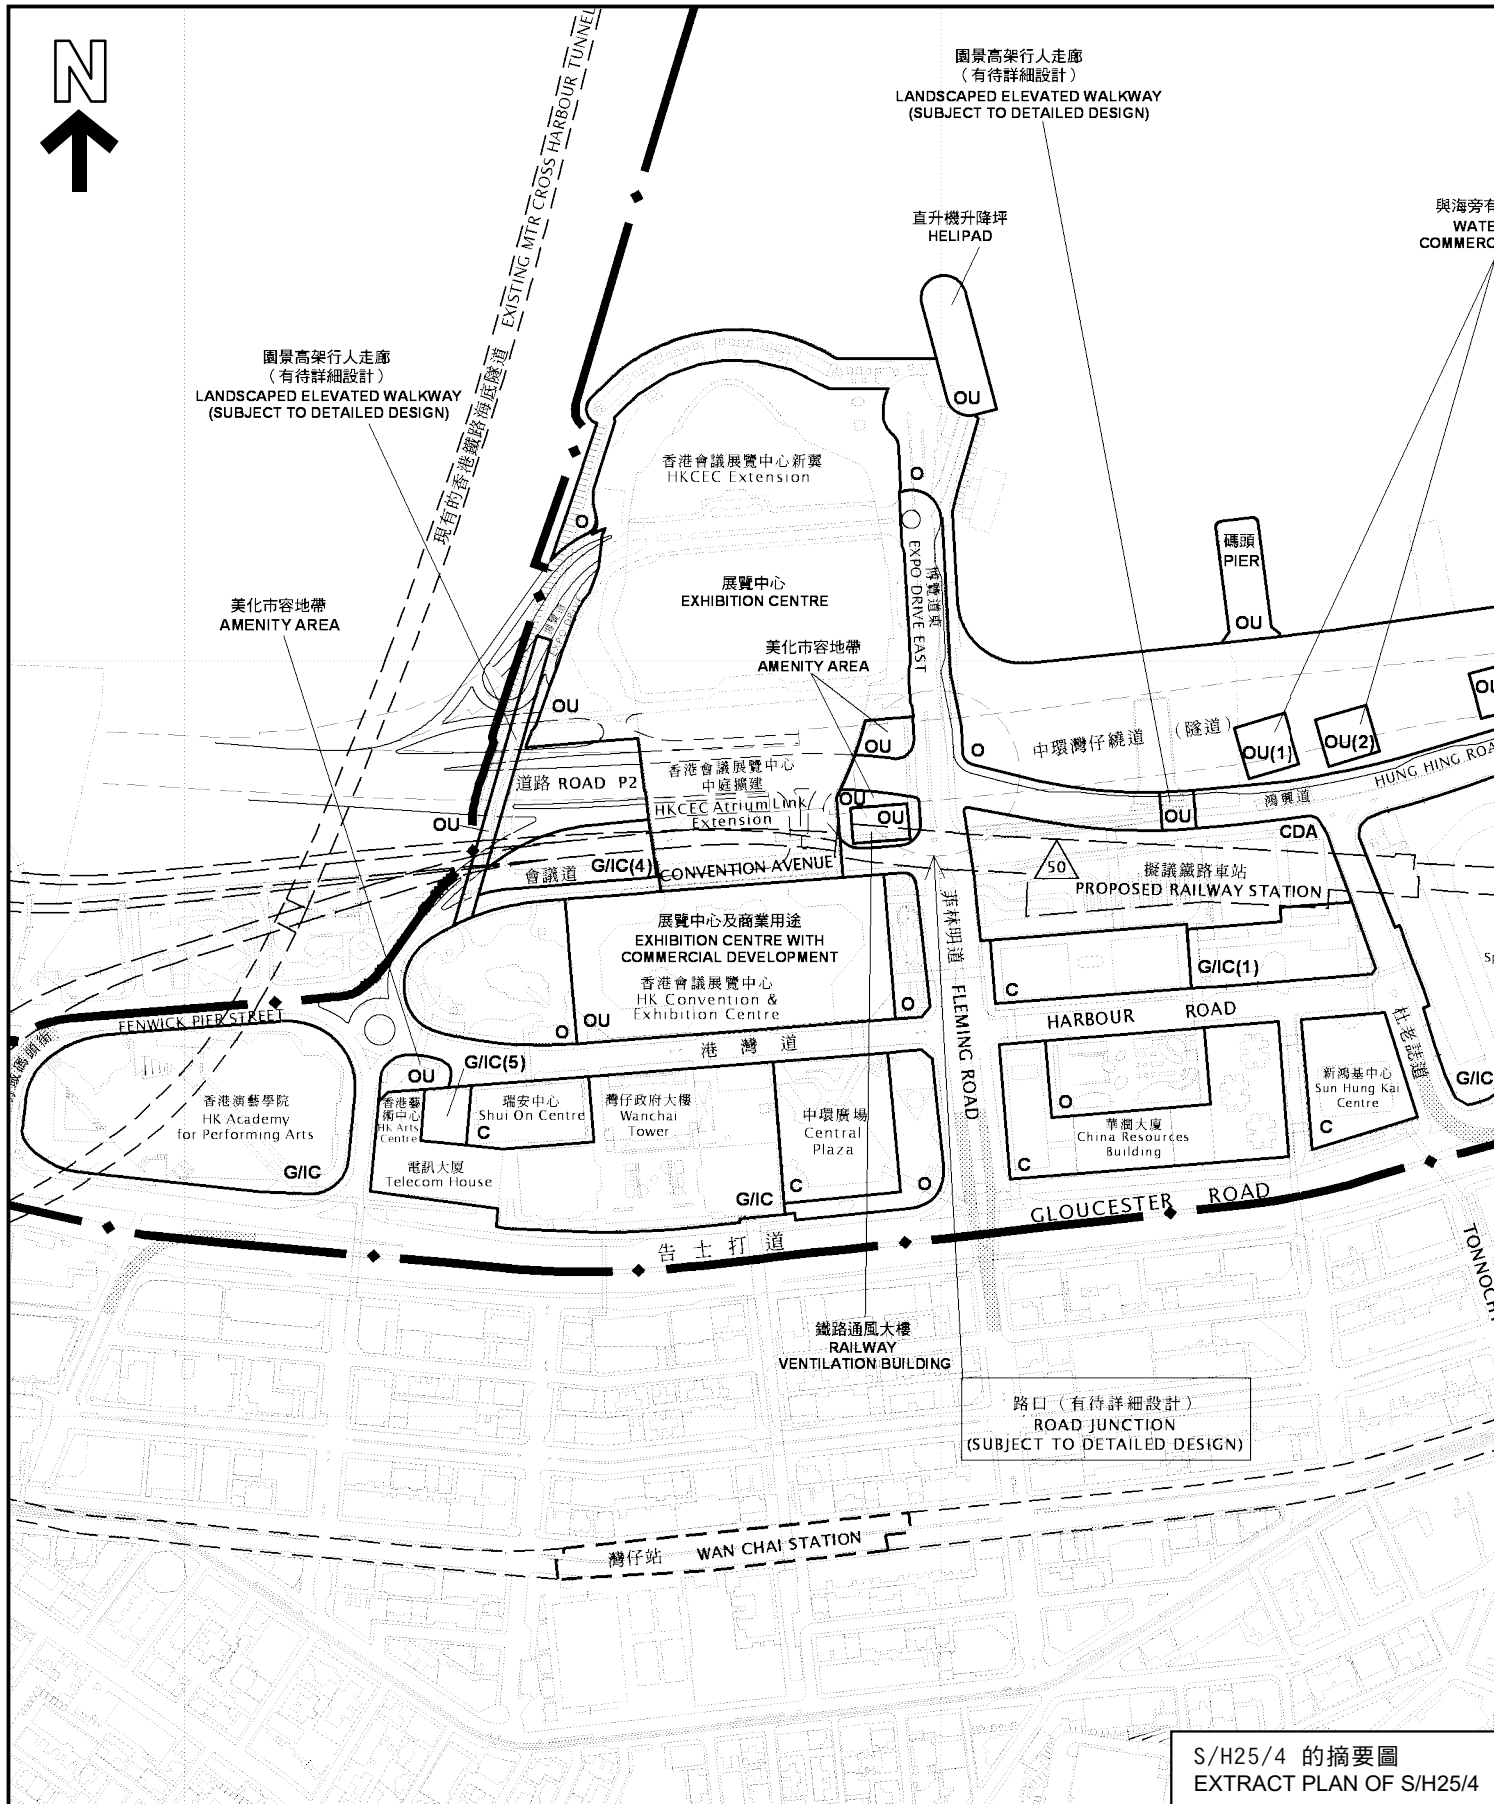 N
園景高架行人走廊
（有待詳細設計）
LANDSCAPED ELEVATED WALKWAY
(SUBJECT TO DETAILED DESIGN)
直升機升降坪
HELIPAD
與海旁有
WATE
COMMERC
現有的香港鐵路海底隧道 EXISTING MTR CROSS HARBOUR TUNNEL
園景高架行人走廊
（有待詳細設計）
LANDSCAPED ELEVATED WALKWAY
(SUBJECT TO DETAILED DESIGN)
OU
香港會議展覽中心新翼
HKCEC Extension
O
O
碼頭
PIER
OU
展覽中心
EXHIBITION CENTRE
博覽道東
EXPO DRIVE EAST
美化市容地帶
AMENITY AREA
美化市容地帶
AMENITY AREA
OU
OU
OU
O
中環灣仔繞道 （隧道）
OU(1)
OU(2)
道路 ROAD P2
香港會議展覽中心
中庭擴建
HKCEC Atrium Link
Extension
OU
OU
OU
OU
鴻興道
HUNG HING ROA
CDA
會議道
G/IC(4)
CONVENTION AVENUE
50
擬議鐵路車站
PROPOSED RAILWAY STATION
展覽中心及商業用途
EXHIBITION CENTRE WITH
COMMERCIAL DEVELOPMENT
香港會議展覽中心
HK Convention &
Exhibition Centre
O
OU
O
菲林明道 FLEMING ROAD
C
G/IC(1)
Sp
FENWICK PIER STREET
港灣道
HARBOUR ROAD
杜老誌道
G/IC
香港演藝學院
HK Academy
for Performing Arts
G/IC
OU
G/IC(5)
香港藝
術中心
HK Arts
Centre
瑞安中心
Shui On Centre
C
灣仔政府大樓
Wanchai
Tower
中環廣場
Central
Plaza
O
華潤大廈
China Resources
Building
新鴻基中心
Sun Hung Kai
Centre
C
電訊大廈
Telecom House
G/IC
C
O
C
GLOUCESTER ROAD
告士打道
TONNOCH
鐵路通風大樓
RAILWAY
VENTILATION BUILDING
路口（有待詳細設計）
ROAD JUNCTION
(SUBJECT TO DETAILED DESIGN)
灣仔站 WAN CHAI STATION
S/H25/4 的摘要圖
EXTRACT PLAN OF S/H25/4